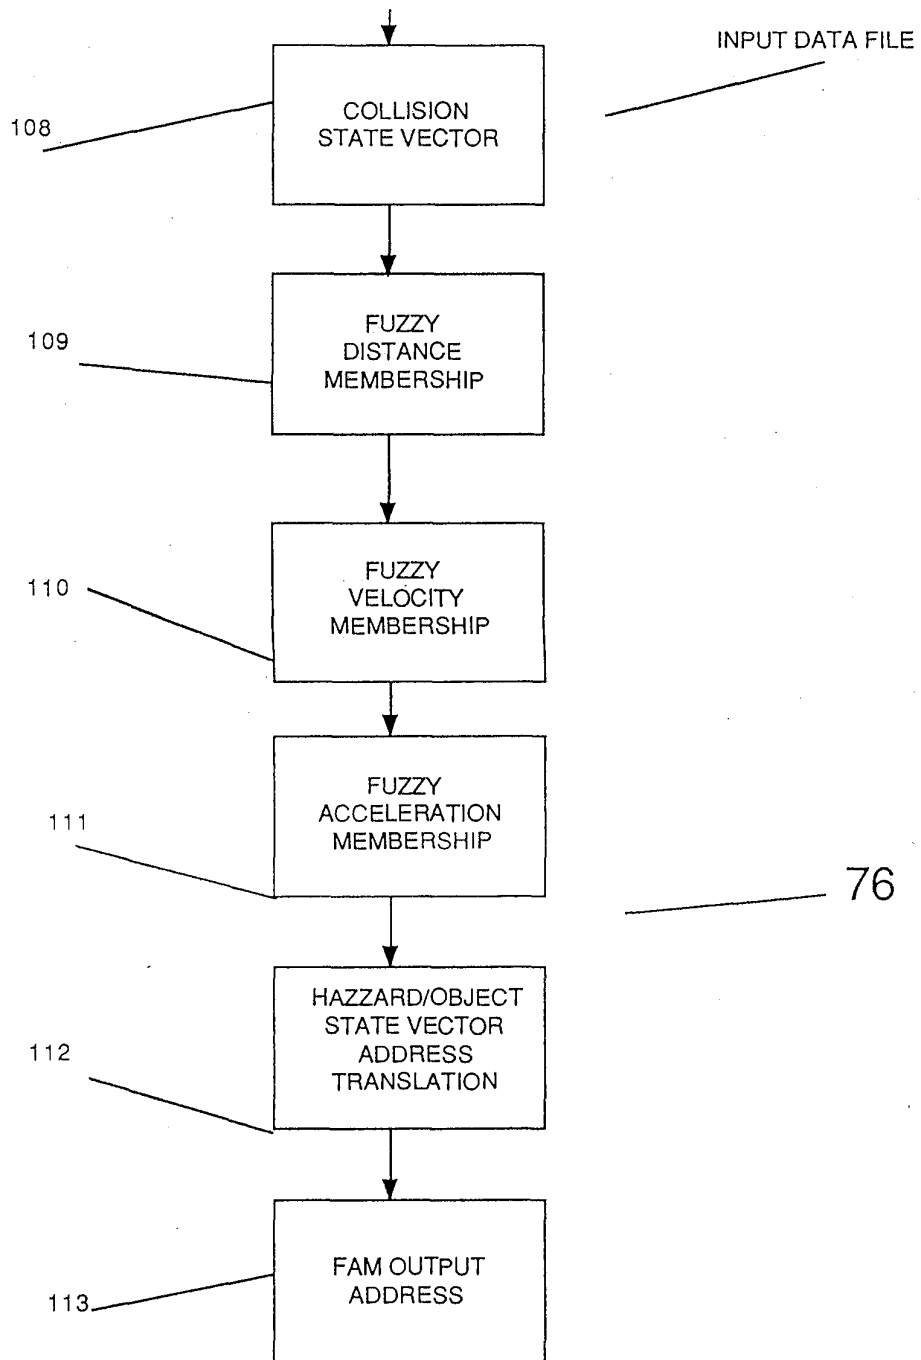 INPUT DATA FILE
108
COLLISION
STATE VECTOR
109
FUZZY
DISTANCE
MEMBERSHIP
110
FUZZY
VELOCITY
MEMBERSHIP
111
FUZZY
ACCELERATION
MEMBERSHIP
76
112
HAZZARD/OBJECT
STATE VECTOR
ADDRESS
TRANSLATION
113
FAM OUTPUT
ADDRESS